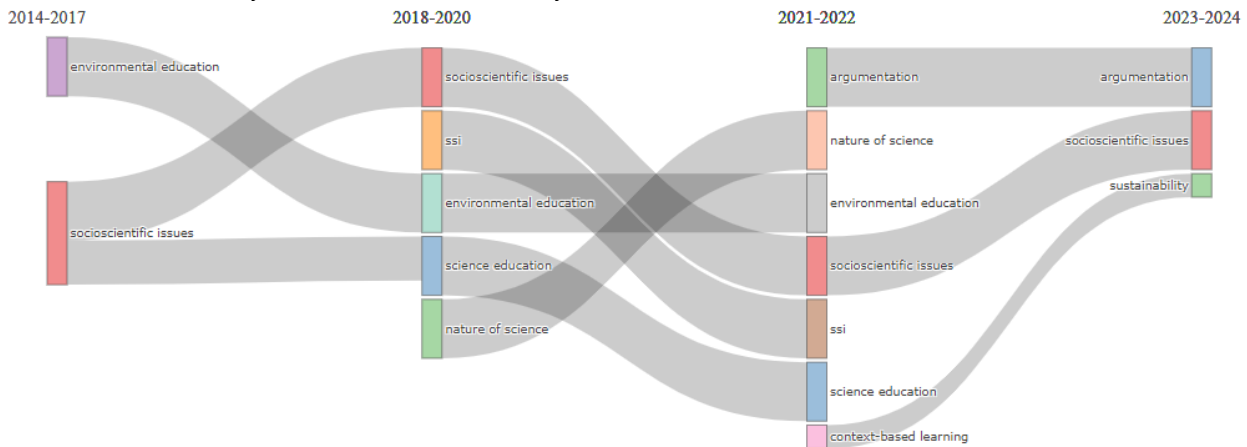 2014-2017
2018-2020
2021-2022
2023-2024
environmental education
socioscientific issues
socioscientific issues
ssi
environmental education
science education
nature of science
argumentation
nature of science
environmental education
socioscientific issues
ssi
science education
context-based learning
argumentation
socioscientific issues
sustainability